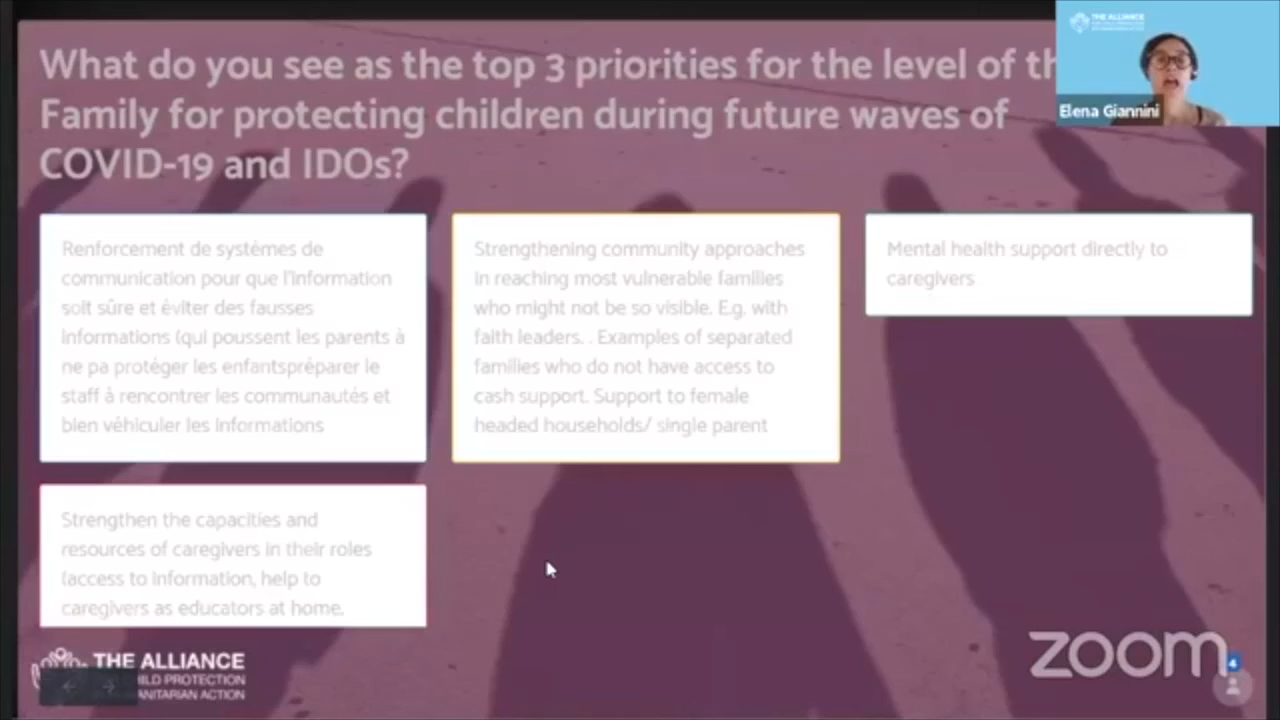 What do you see as the top 3 priorities for the level of th
Family for protecting children during future waves of
COVID-19 and IDOs?
THE ALLIANCE
Elena Giannini
Renforcement de systèmes de
communication pour que l'information
soit sûre et éviter des fausses
informations (qui poussent les parents à
ne pa protéger les enfantspréparer le
staff à rencontrer les communautés et
bien véhiculer les informations
Strengthening community approaches
in reaching most vulnerable families
who might not be so visible. E.g. with
faith leaders. . Examples of separated
families who do not have access to
cash support. Support to female
headed households/ single parent
Mental health support directly to
caregivers
Strengthen the capacities and
resources of caregivers in their roles
(access to information, help to
caregivers as educators at home,
THE ALLIANCE
ILD PROTECTION
ANITARIAN ACTION
zoom
4